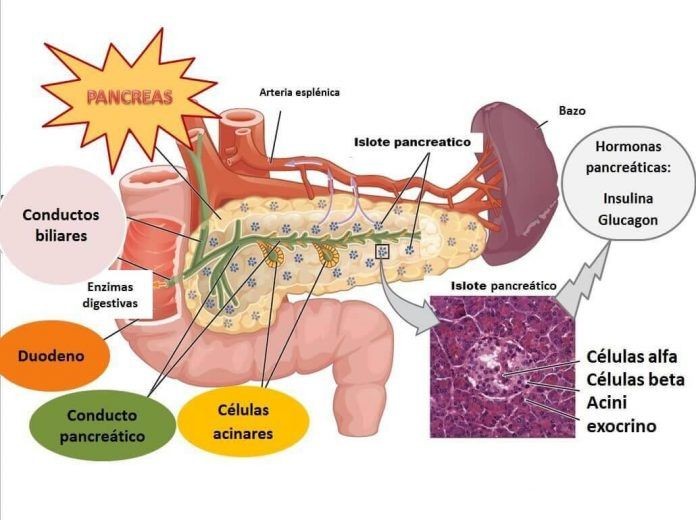 PANCREAS
Arteria esplénica
Bazo
Islote pancreatico
Hormonas
pancreáticas:
Insulina
Glucagon
Conductos
biliares
Enzimas
digestivas
Islote pancreático
Duodeno
Conducto
pancreático
Células
acinares
Células alfa
Células beta
Acini
exocrino